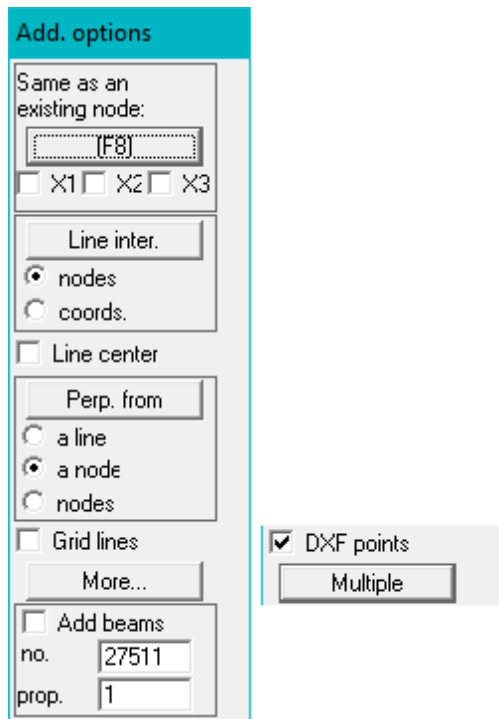 Add. options
Same as an
existing node:
(F8)
X1 X2 X3
Line inter.
nodes
coords.
Line center
Perp. from
a line
a node
nodes
Grid lines
More...
Add beams
no. 27511
prop. 1
DXF points
Multiple